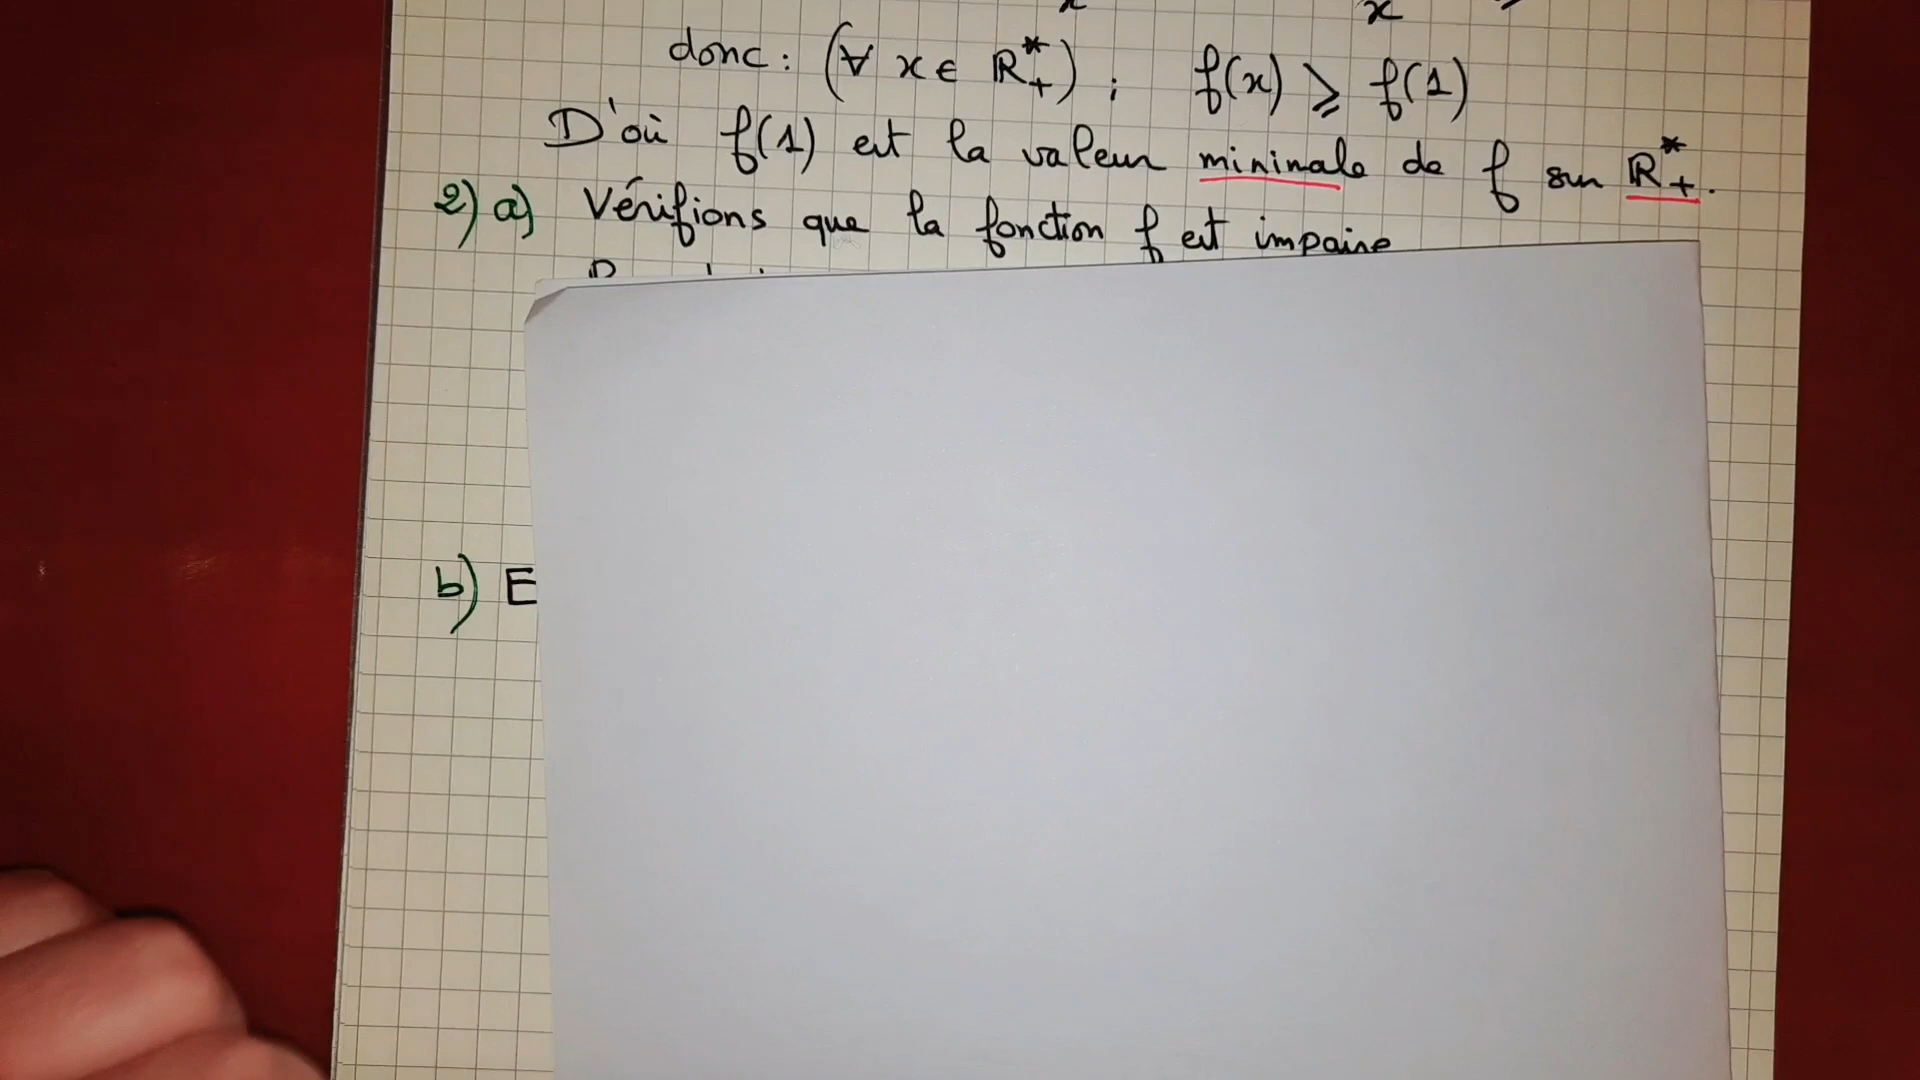 x x
donc : (∀ x ∈ ℝ*₊) ; f(x) ⩾ f(1)
D'où f(1) est la valeur minimale de f sur ℝ*₊.
2) a) Vérifions que la fonction f est impaire
b) E